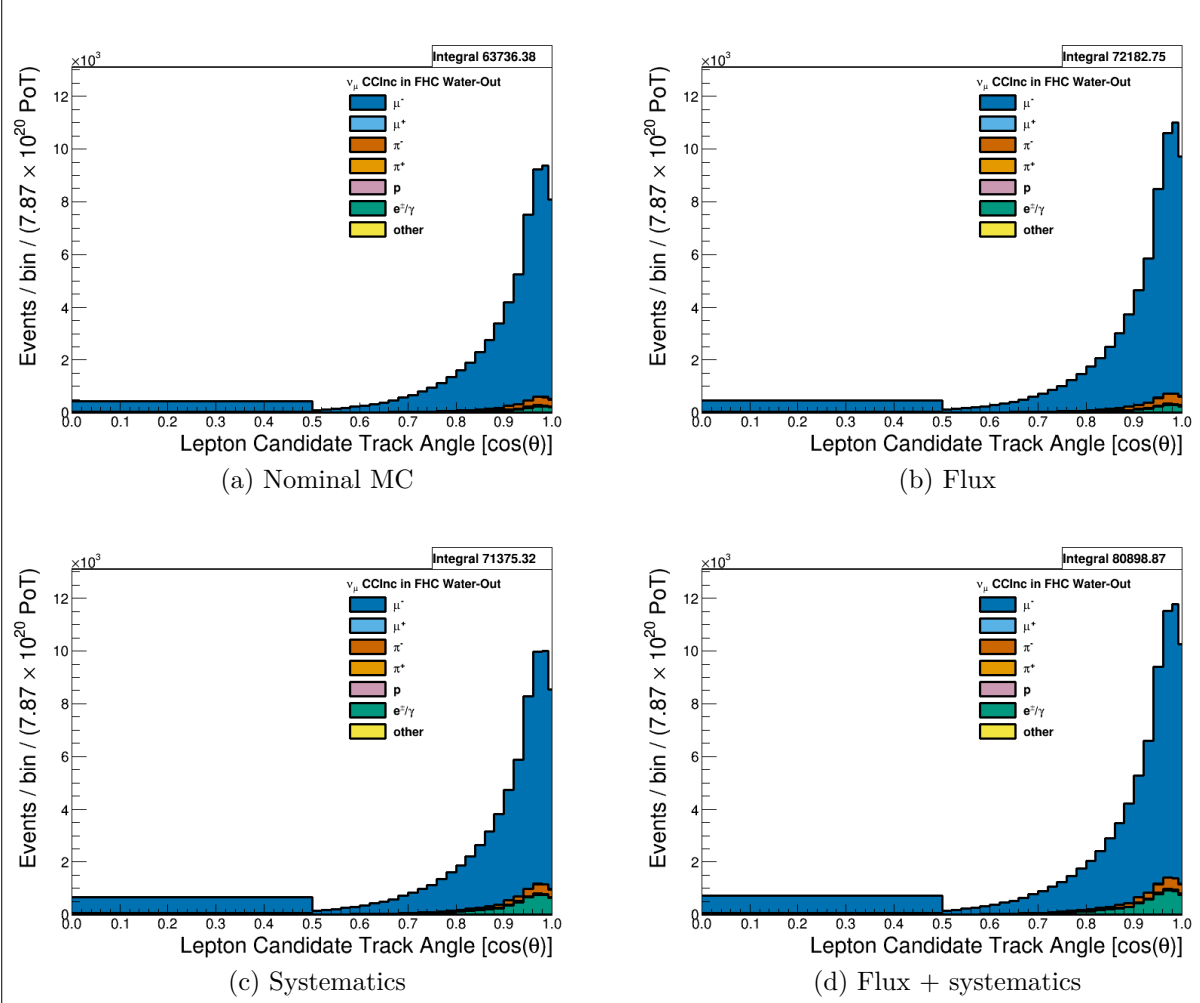 Integral 63736.38
×10³
ν_μ CCInc in FHC Water-Out
μ⁻
μ⁺
π⁻
π⁺
p
e±/γ
other
Events / bin / (7.87 × 10²⁰ PoT)
12
10
8
6
4
2
0
0.0 0.1 0.2 0.3 0.4 0.5 0.6 0.7 0.8 0.9 1.0
Lepton Candidate Track Angle [cos(θ)]
(a) Nominal MC
Integral 72182.75
×10³
ν_μ CCInc in FHC Water-Out
μ⁻
μ⁺
π⁻
π⁺
p
e±/γ
other
Events / bin / (7.87 × 10²⁰ PoT)
12
10
8
6
4
2
0
0.0 0.1 0.2 0.3 0.4 0.5 0.6 0.7 0.8 0.9 1.0
Lepton Candidate Track Angle [cos(θ)]
(b) Flux
Integral 71375.32
×10³
ν_μ CCInc in FHC Water-Out
μ⁻
μ⁺
π⁻
π⁺
p
e±/γ
other
Events / bin / (7.87 × 10²⁰ PoT)
12
10
8
6
4
2
0
0.0 0.1 0.2 0.3 0.4 0.5 0.6 0.7 0.8 0.9 1.0
Lepton Candidate Track Angle [cos(θ)]
(c) Systematics
Integral 80898.87
×10³
ν_μ CCInc in FHC Water-Out
μ⁻
μ⁺
π⁻
π⁺
p
e±/γ
other
Events / bin / (7.87 × 10²⁰ PoT)
12
10
8
6
4
2
0
0.0 0.1 0.2 0.3 0.4 0.5 0.6 0.7 0.8 0.9 1.0
Lepton Candidate Track Angle [cos(θ)]
(d) Flux + systematics